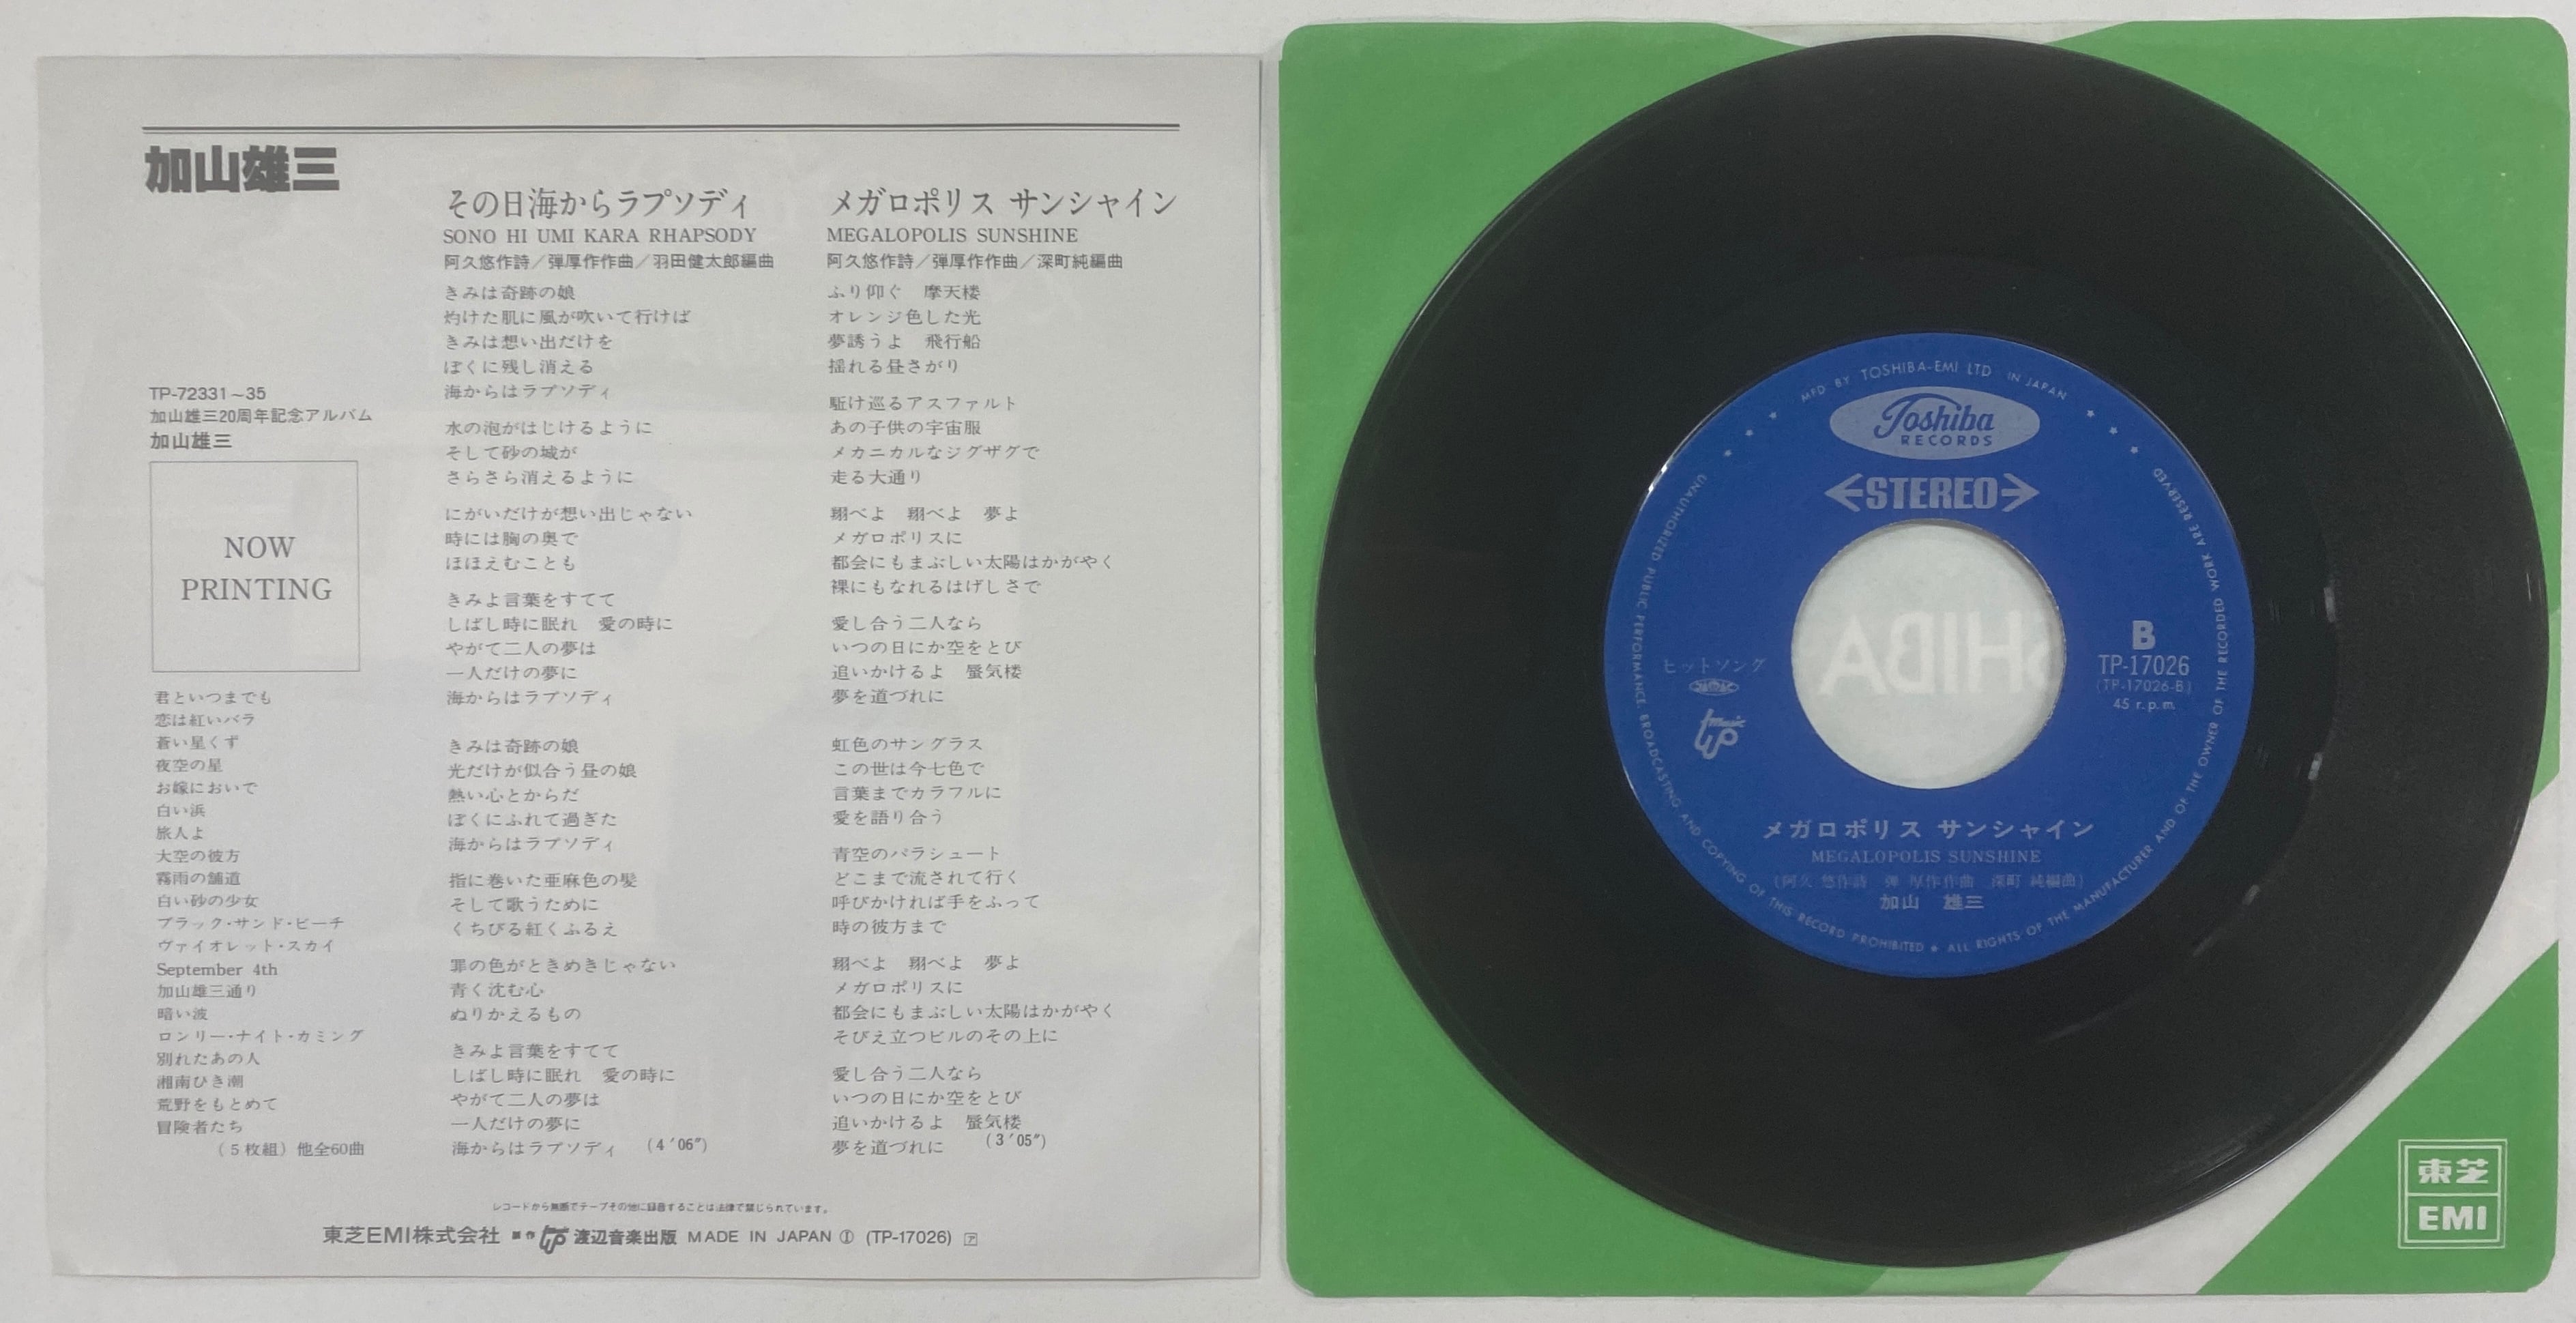 加山雄三
TP-72331~35
加山雄三20周年記念アルバム
加山雄三
NOW
PRINTING
君といつまでも
恋は紅いバラ
蒼い星くず
夜空の星
お嫁においで
白い浜
旅人よ
大空の彼方
霧雨の舗道
白い砂の少女
ブラック・サンド・ビーチ
ヴァイオレット・スカイ
September 4th
加山雄三通り
暗い波
ロンリー・ナイト・カミング
別れたあの人
湘南ひき潮
荒野をもとめて
冒険者たち
(5枚組) 他全60曲
その日海からラプソディ
SONO HI UMI KARA RHAPSODY
阿久悠作詩/弾厚作作曲/羽田健太郎編曲
きみは奇跡の娘
灼けた肌に風が吹いて行けば
きみは想い出だけを
ぼくに残し消える
海からはラプソディ
水の泡がはじけるように
そして砂の城が
さらさら消えるように
にがいだけが想い出じゃない
時には胸の奥で
ほほえむことも
きみよ言葉をすてて
しばし時に眠れ 愛の時に
やがて二人の夢は
一人だけの夢に
海からはラプソディ
きみは奇跡の娘
光だけが似合う昼の娘
熱い心とからだ
ぼくにふれて過ぎた
海からはラプソディ
指に巻いた亜麻色の髪
そして歌うために
くちびる紅くふるえ
罪の色がときめきじゃない
青く沈む心
ぬりかえるもの
きみよ言葉をすてて
しばし時に眠れ 愛の時に
やがて二人の夢は
一人だけの夢に
海からはラプソディ (4′06″)
メガロポリス サンシャイン
MEGALOPOLIS SUNSHINE
阿久悠作詩/弾厚作作曲/深町純編曲
ふり仰ぐ 摩天楼
オレンジ色した光
夢誘うよ 飛行船
揺れる昼さがり
駈け巡るアスファルト
あの子供の宇宙服
メカニカルなジグザグで
走る大通り
翔べよ 翔べよ 夢よ
メガロポリスに
都会にもまぶしい太陽はかがやく
裸にもなれるはげしさで
愛し合う二人なら
いつの日にか空をとび
追いかけるよ 蜃気楼
夢を道づれに
虹色のサングラス
この世は今七色で
言葉までカラフルに
愛を語り合う
青空のパラシュート
どこまで流されて行く
呼びかければ手をふって
時の彼方まで
翔べよ 翔べよ 夢よ
メガロポリスに
都会にもまぶしい太陽はかがやく
そびえ立つビルのその上に
愛し合う二人なら
いつの日にか空をとび
追いかけるよ 蜃気楼
夢を道づれに (3′05″)
レコードから無断でテープその他に録音することは法律で禁じられています。
東芝EMI株式会社 原作 渡辺音楽出版 MADE IN JAPAN Ⓘ (TP-17026) ア
MFD BY TOSHIBA-EMI LTD IN JAPAN
Toshiba
RECORDS
STEREO
B
TP-17026
(TP-17026-B)
45 r.p.m.
ヒットソング
music
メガロポリス サンシャイン
MEGALOPOLIS SUNSHINE
(阿久 悠作詩 弾 厚作作曲 深町 純編曲)
加山 雄三
UNAUTHORIZED PUBLIC PERFORMANCE, BROADCASTING AND COPYING OF THIS RECORD PROHIBITED ★ ALL RIGHTS OF THE MANUFACTURER AND OF THE OWNER OF THE RECORDED WORK ARE RESERVED
東芝
EMI